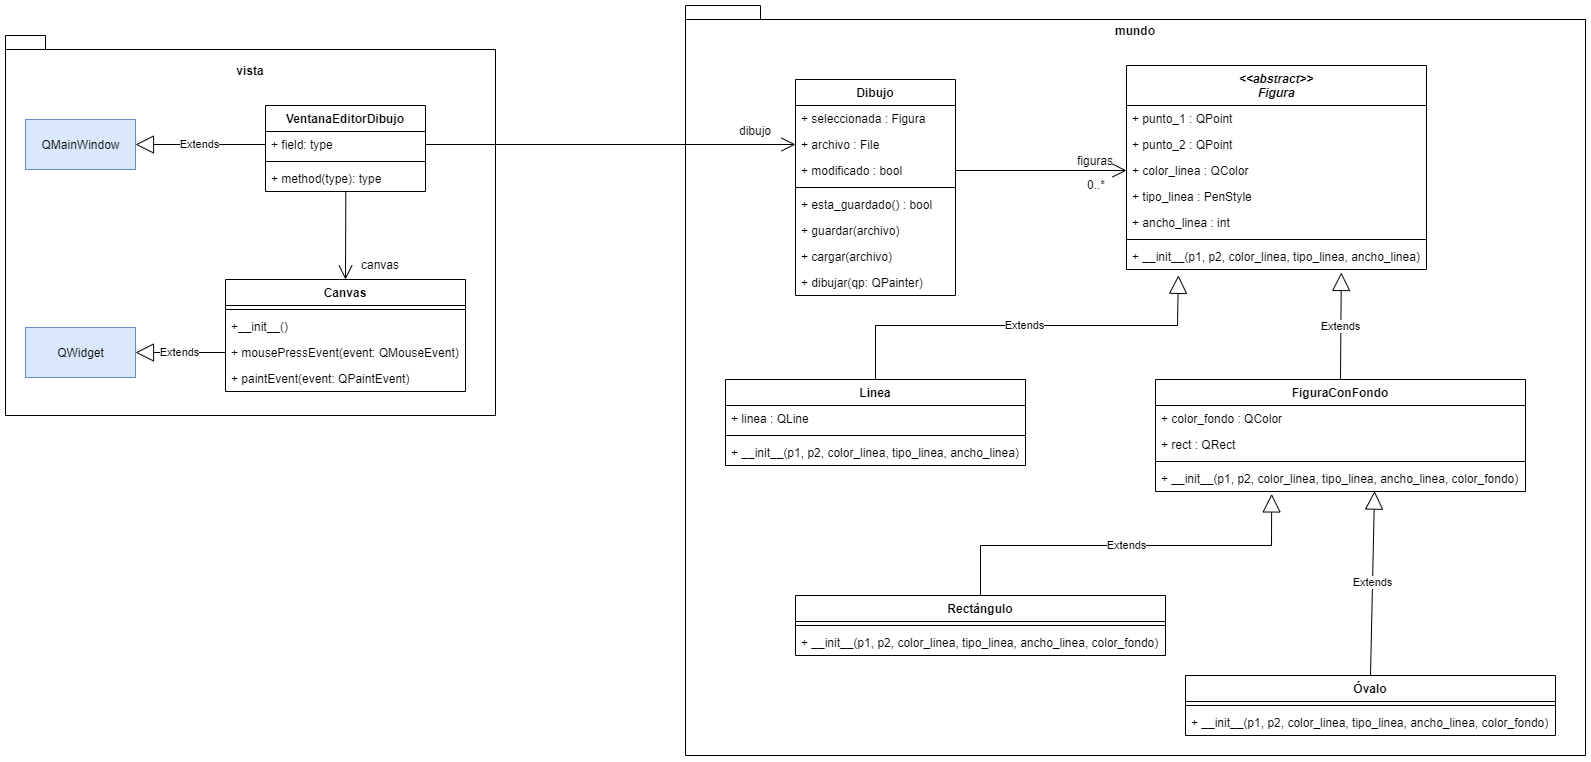 vista
QMainWindow
Extends
VentanaEditorDibujo
+ field: type
+ method(type): type
canvas
QWidget
Extends
Canvas
+__init__()
+ mousePressEvent(event: QMouseEvent)
+ paintEvent(event: QPaintEvent)
mundo
dibujo
Dibujo
+ seleccionada : Figura
+ archivo : File
+ modificado : bool
+ esta_guardado() : bool
+ guardar(archivo)
+ cargar(archivo)
+ dibujar(qp: QPainter)
figuras
0..*
<<abstract>>
Figura
+ punto_1 : QPoint
+ punto_2 : QPoint
+ color_linea : QColor
+ tipo_linea : PenStyle
+ ancho_linea : int
+ __init__(p1, p2, color_linea, tipo_linea, ancho_linea)
Extends
Extends
Linea
+ linea : QLine
+ __init__(p1, p2, color_linea, tipo_linea, ancho_linea)
FiguraConFondo
+ color_fondo : QColor
+ rect : QRect
+ __init__(p1, p2, color_linea, tipo_linea, ancho_linea, color_fondo)
Extends
Extends
Rectángulo
+ __init__(p1, p2, color_linea, tipo_linea, ancho_linea, color_fondo)
Óvalo
+ __init__(p1, p2, color_linea, tipo_linea, ancho_linea, color_fondo)